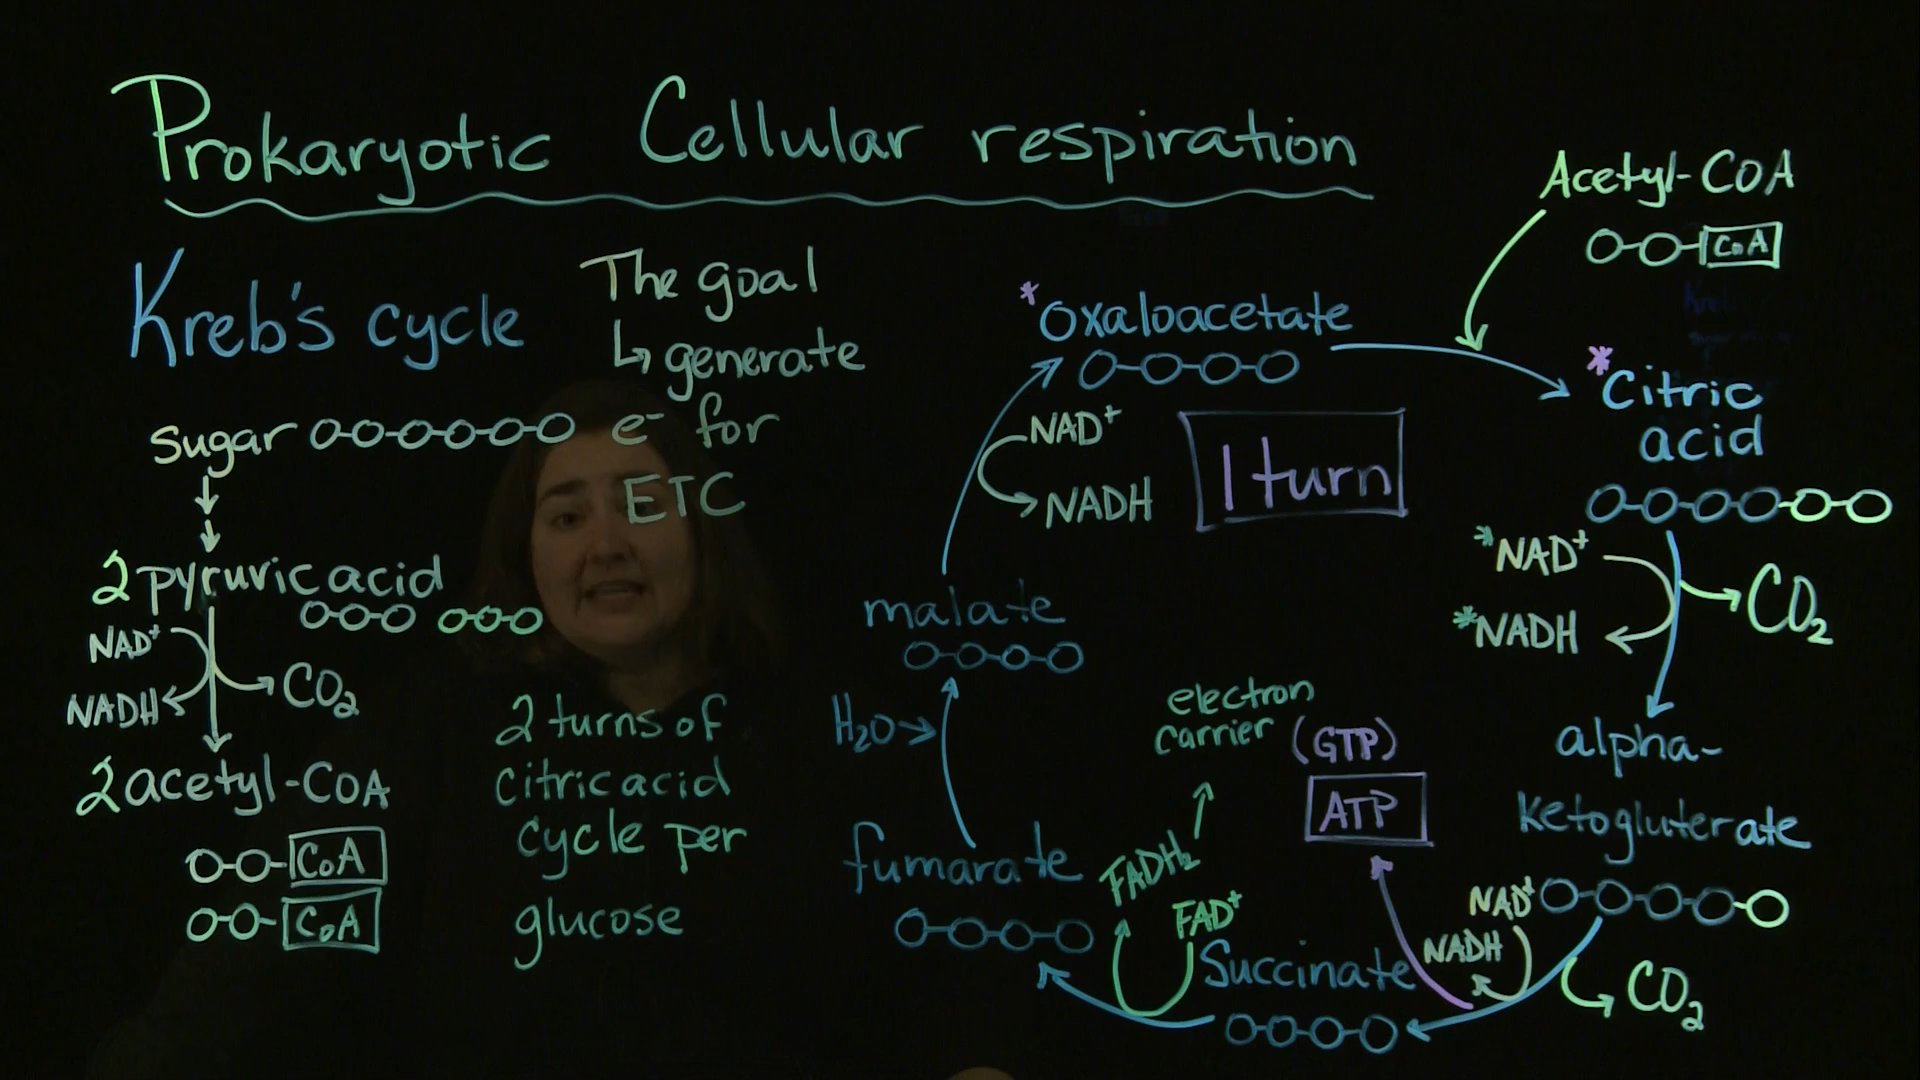 Prokaryotic Cellular respiration
Kreb's cycle
The goal
↳ generate
e⁻ for
ETC
Sugar
2 pyruvic acid
NAD⁺
NADH
CO₂
2 acetyl-CoA
CoA
CoA
2 turns of
citric acid
cycle per
glucose
Acetyl-COA
CoA
*Oxaloacetate
*Citric
acid
1 turn
*NAD⁺
*NADH
CO₂
alpha-
ketogluterate
NAD⁺
NADH
CO₂
(GTP)
ATP
Succinate
FAD⁺
FADH₂
electron
carrier
fumarate
H₂O→
malate
NAD⁺
NADH